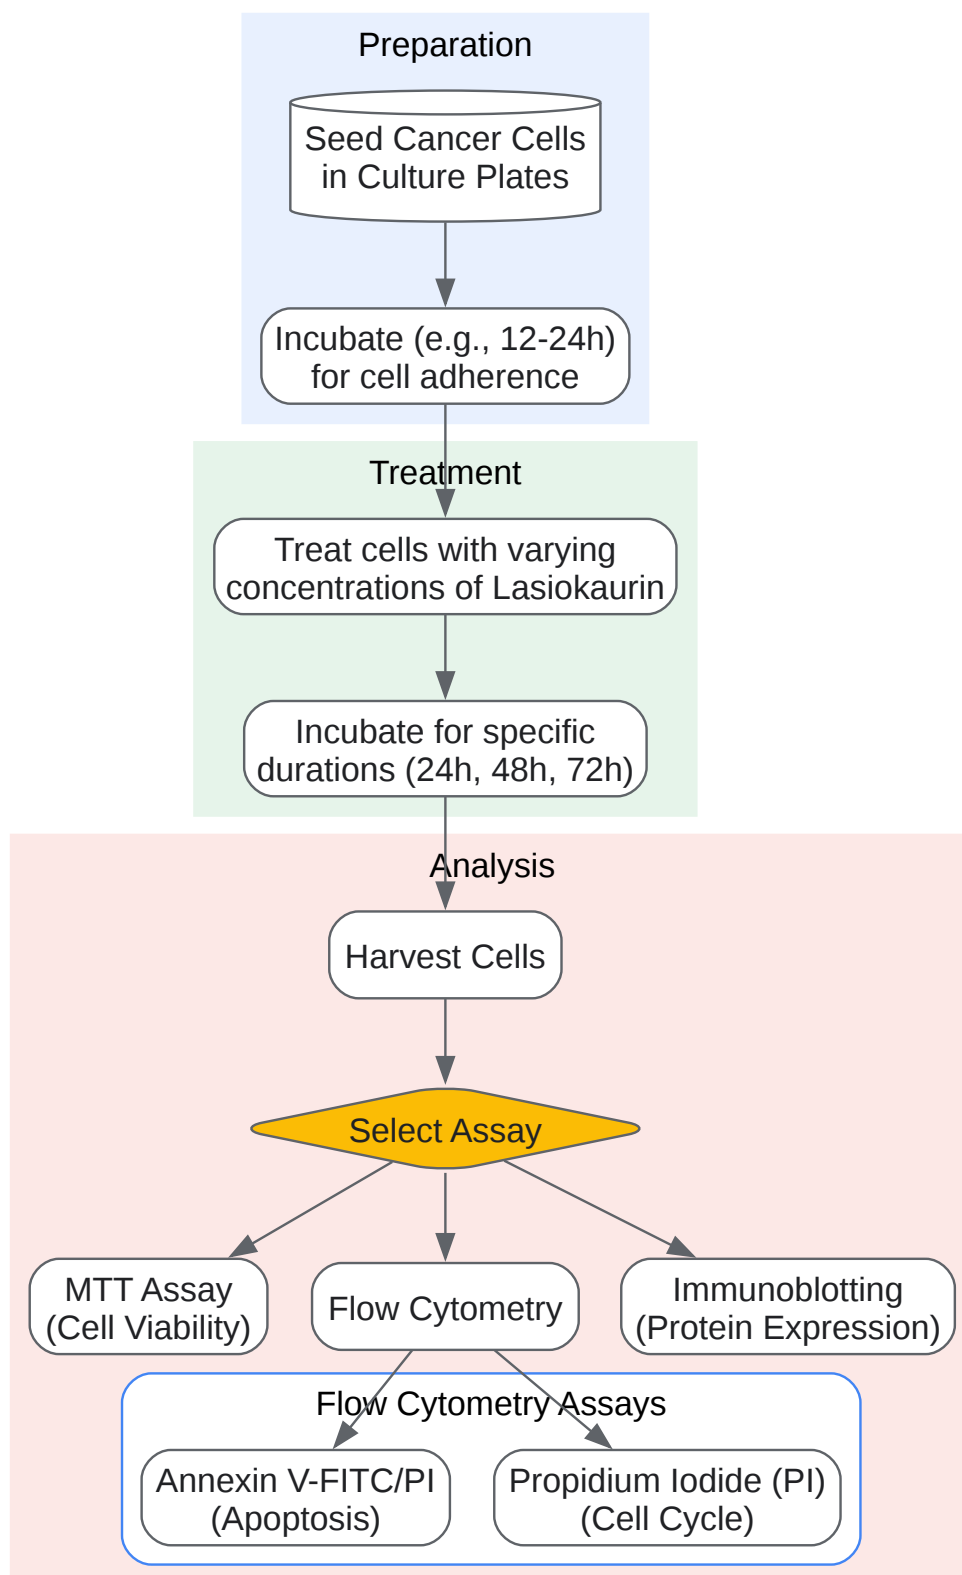 Preparation
Seed Cancer Cells
in Culture Plates
Incubate (e.g., 12-24h)
for cell adherence
Treatment
Treat cells with varying
concentrations of Lasiokaurin
Incubate for specific
durations (24h, 48h, 72h)
Analysis
Harvest Cells
Select Assay
MTT Assay
(Cell Viability)
Flow Cytometry
Immunoblotting
(Protein Expression)
Flow Cytometry Assays
Annexin V-FITC/PI
(Apoptosis)
Propidium Iodide (PI)
(Cell Cycle)